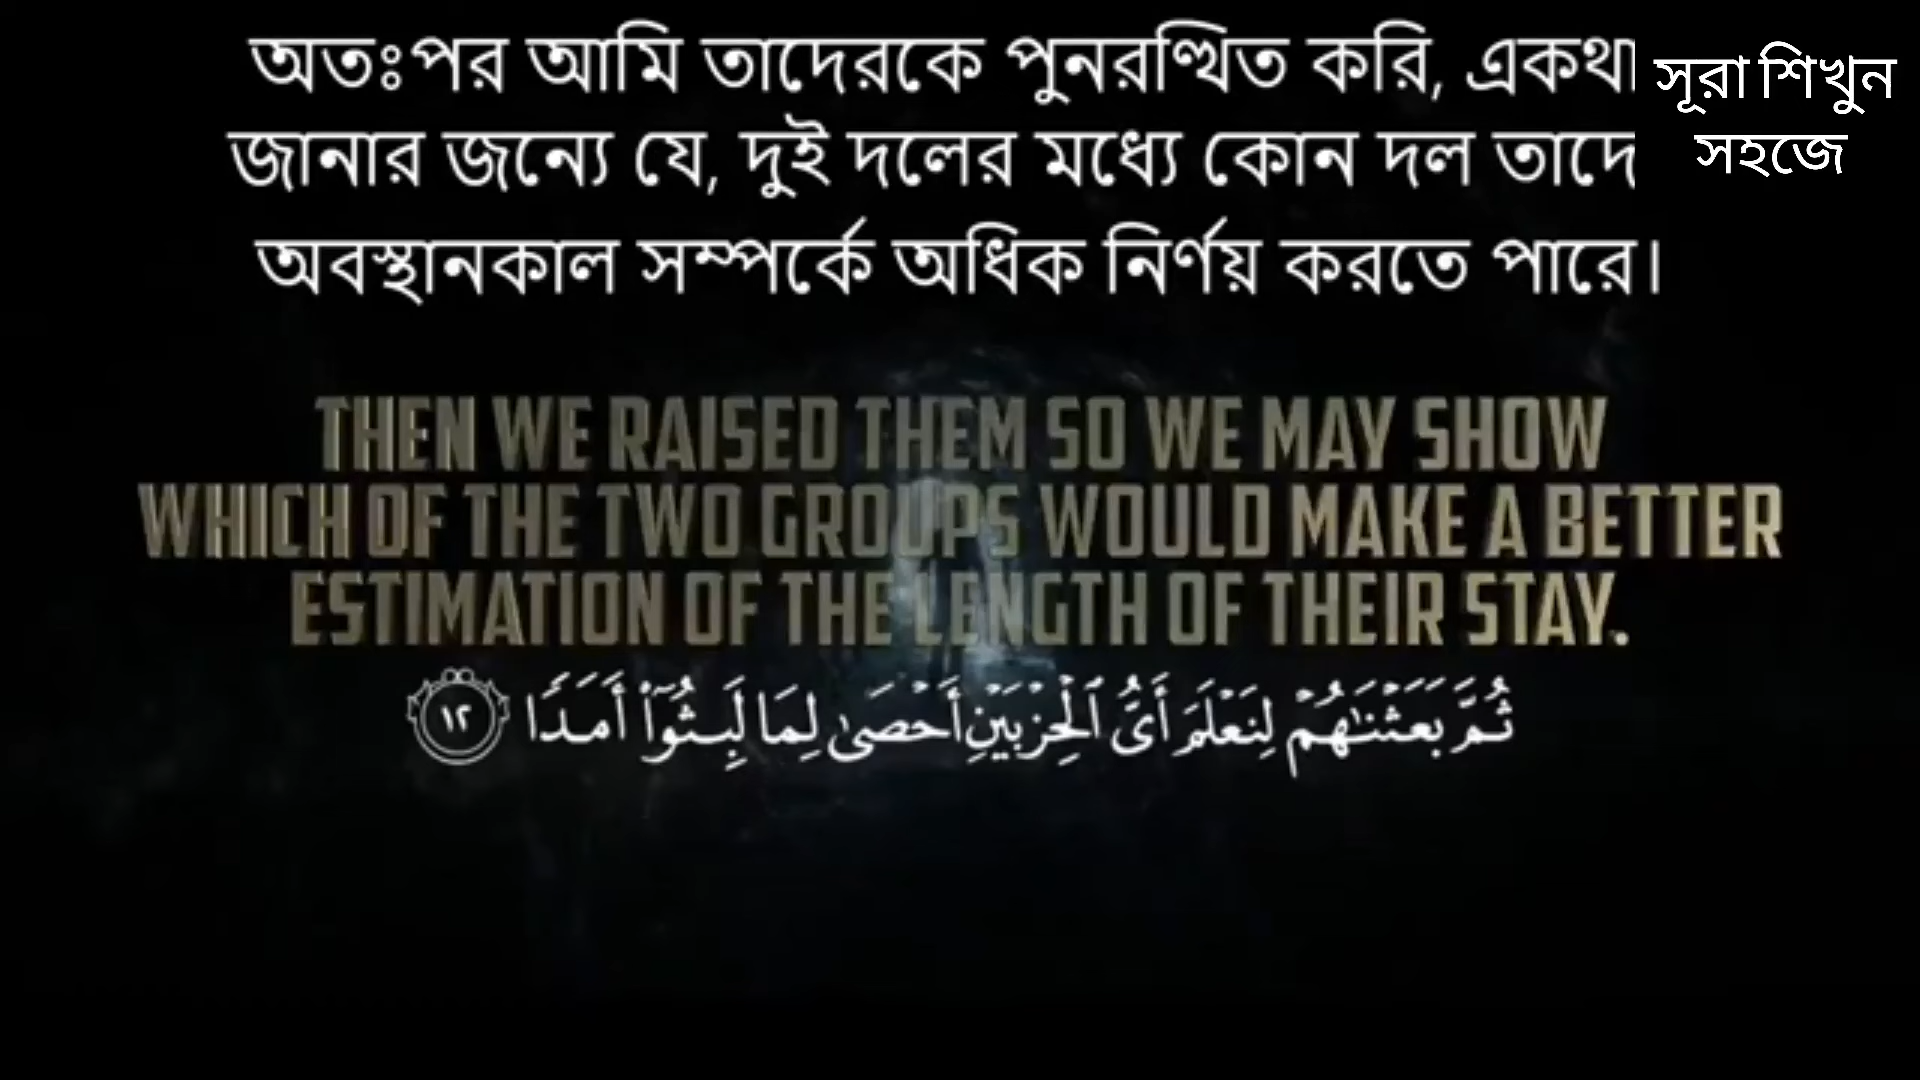 অতঃপর আমি তাদেরকে পুনরত্থিত করি, একথা
জানার জন্যে যে, দুই দলের মধ্যে কোন দল তাদে
অবস্থানকাল সম্পর্কে অধিক নির্ণয় করতে পারে।
সূরা শিখুন
সহজে
THEN WE RAISED THEM SO WE MAY SHOW
WHICH OF THE TWO GROUPS WOULD MAKE A BETTER
ESTIMATION OF THE LENGTH OF THEIR STAY.
ثُمَّ بَعَثْنَٰهُمْ لِنَعْلَمَ أَىُّ ٱلْحِزْبَيْنِ أَحْصَىٰ لِمَا لَبِثُوٓا۟ أَمَدًا ١٢